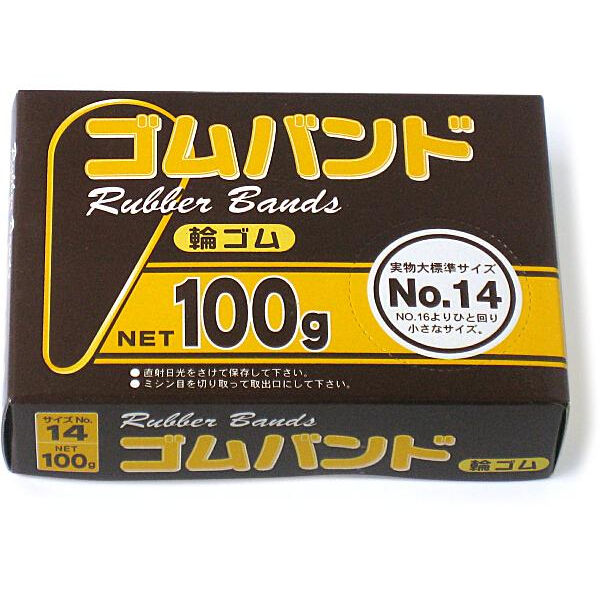 ゴムバンド
Rubber Bands
輪ゴム
NET 100g
実物大標準サイズ
No.14
NO.16よりひと回り
小さなサイズ。
●直射日光をさけて保存して下さい。
●ミシン目を切り取って取出口にして下さい。
サイズNo.
14
NET
100g
Rubber Bands
ゴムバンド
輪ゴム